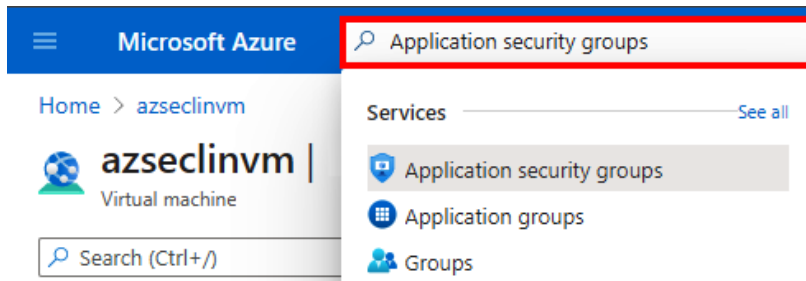 Microsoft Azure
Application security groups
Home > azseclinvm
azseclinvm |
Virtual machine
Search (Ctrl+/)
Services
See all
Application security groups
Application groups
Groups